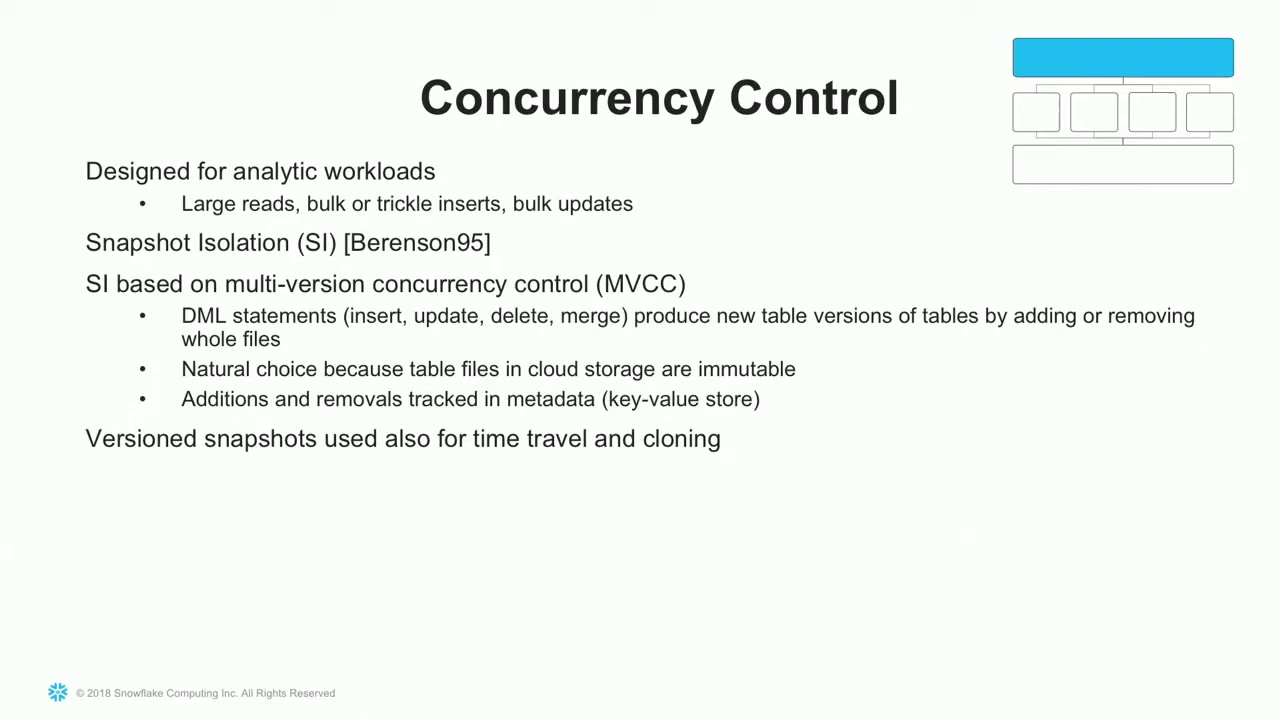 Concurrency Control
Designed for analytic workloads
• Large reads, bulk or trickle inserts, bulk updates
Snapshot Isolation (SI) [Berenson95]
SI based on multi-version concurrency control (MVCC)
• DML statements (insert, update, delete, merge) produce new table versions of tables by adding or removing
whole files
• Natural choice because table files in cloud storage are immutable
• Additions and removals tracked in metadata (key-value store)
Versioned snapshots used also for time travel and cloning
© 2018 Snowflake Computing Inc. All Rights Reserved